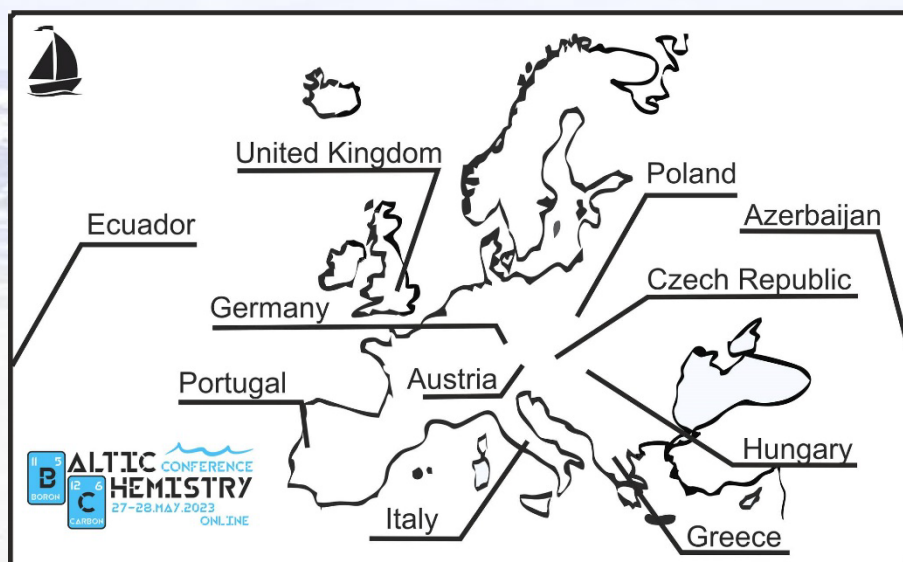 United Kingdom
Poland
Ecuador
Azerbaijan
Czech Republic
Germany
Portugal
Austria
Hungary
11 5
B
BORON
ALTIC CONFERENCE
12 6
C
CARBON
HEMISTRY
27-28.MAY.2023
ONLINE
Italy
Greece